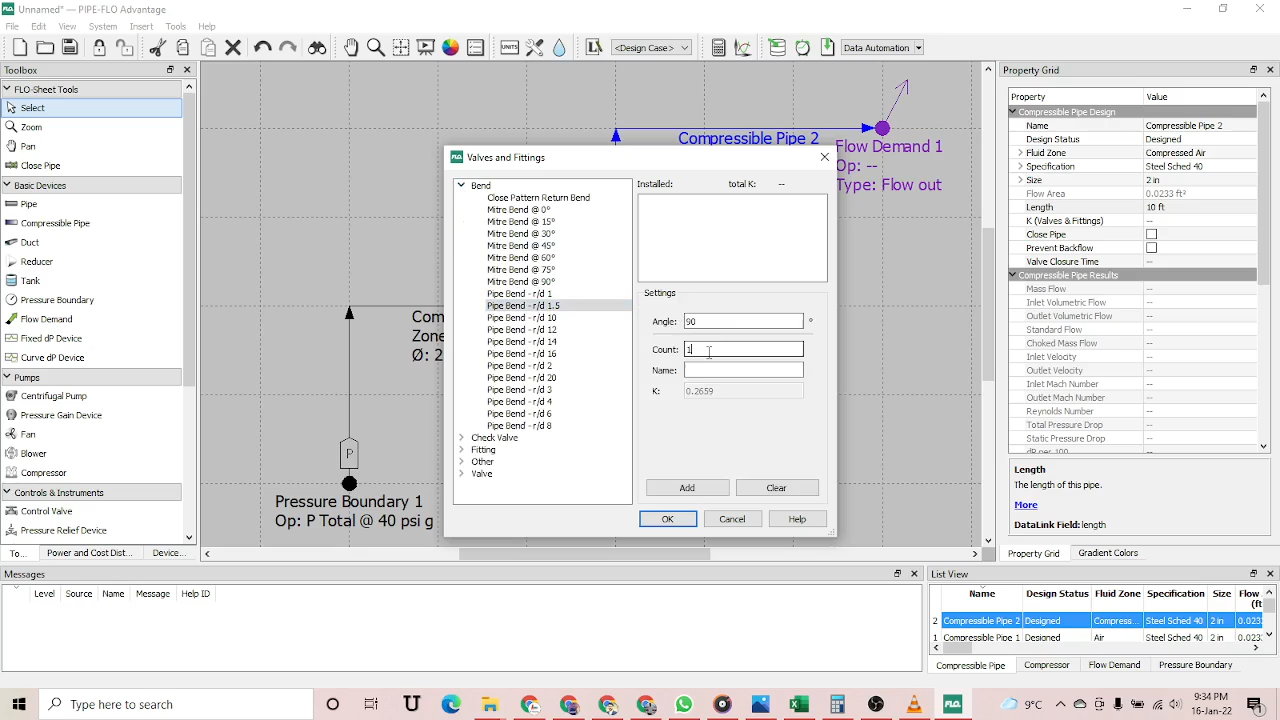 Unnamed* — PIPE-FLO Advantage
File Edit View System Insert Tools Help
UNITS <Design Case> Data Automation
Toolbox
FLO-Sheet Tools
Select
Zoom
Pan
Close Pipe
Basic Devices
Pipe
Compressible Pipe
Duct
Reducer
Tank
Pressure Boundary
Flow Demand
Fixed dP Device
Curve dP Device
Pumps
Centrifugal Pump
Pressure Gain Device
Fan
Blower
Compressor
Controls & Instruments
Control Valve
Pressure Relief Device
To... Power and Cost Dist... Device...
Compressible Pipe 2
Flow Demand 1
Op: --
Type: Flow out
Com
Zone
Ø: 2
P
Pressure Boundary 1
Op: P Total @ 40 psi g
Valves and Fittings
Bend
Close Pattern Return Bend
Mitre Bend @ 0°
Mitre Bend @ 15°
Mitre Bend @ 30°
Mitre Bend @ 45°
Mitre Bend @ 60°
Mitre Bend @ 75°
Mitre Bend @ 90°
Pipe Bend - r/d 1
Pipe Bend - r/d 1.5
Pipe Bend - r/d 10
Pipe Bend - r/d 12
Pipe Bend - r/d 14
Pipe Bend - r/d 16
Pipe Bend - r/d 2
Pipe Bend - r/d 20
Pipe Bend - r/d 3
Pipe Bend - r/d 4
Pipe Bend - r/d 6
Pipe Bend - r/d 8
Check Valve
Fitting
Other
Valve
Installed: total K: --
Settings
Angle: 90 °
Count: 1
Name:
K: 0.2659
Add Clear
OK Cancel Help
Property Grid
Property Value
Compressible Pipe Design
Name Compressible Pipe 2
Design Status Designed
Fluid Zone Compressed Air
Specification Steel Sched 40
Size 2 in
Flow Area 0.0233 ft²
Length 10 ft
K (Valves & Fittings) --
Close Pipe
Prevent Backflow
Valve Closure Time --
Compressible Pipe Results
Mass Flow --
Inlet Volumetric Flow --
Outlet Volumetric Flow --
Standard Flow --
Choked Mass Flow --
Inlet Velocity --
Outlet Velocity --
Inlet Mach Number --
Outlet Mach Number --
Reynolds Number --
Total Pressure Drop --
Static Pressure Drop --
dP per 100 --
Length
The length of this pipe.
More
DataLink Field: length
Property Grid Gradient Colors
Messages
Level Source Name Message Help ID
List View
Name Design Status Fluid Zone Specification Size Flow (ft
2 Compressible Pipe 2 Designed Compress... Steel Sched 40 2 in 0.023
1 Compressible Pipe 1 Designed Air Steel Sched 40 2 in 0.023
Compressible Pipe Compressor Flow Demand Pressure Boundary
Type here to search
9°C
9:34 PM
16-Jan-22
1